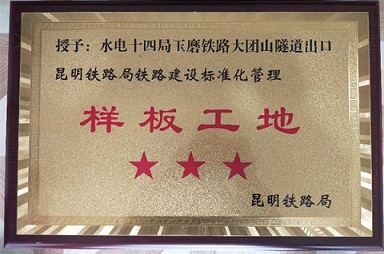 授予：水电十四局玉磨铁路大团山隧道出口
昆明铁路局铁路建设标准化管理
样板工地
★★★
昆明铁路局